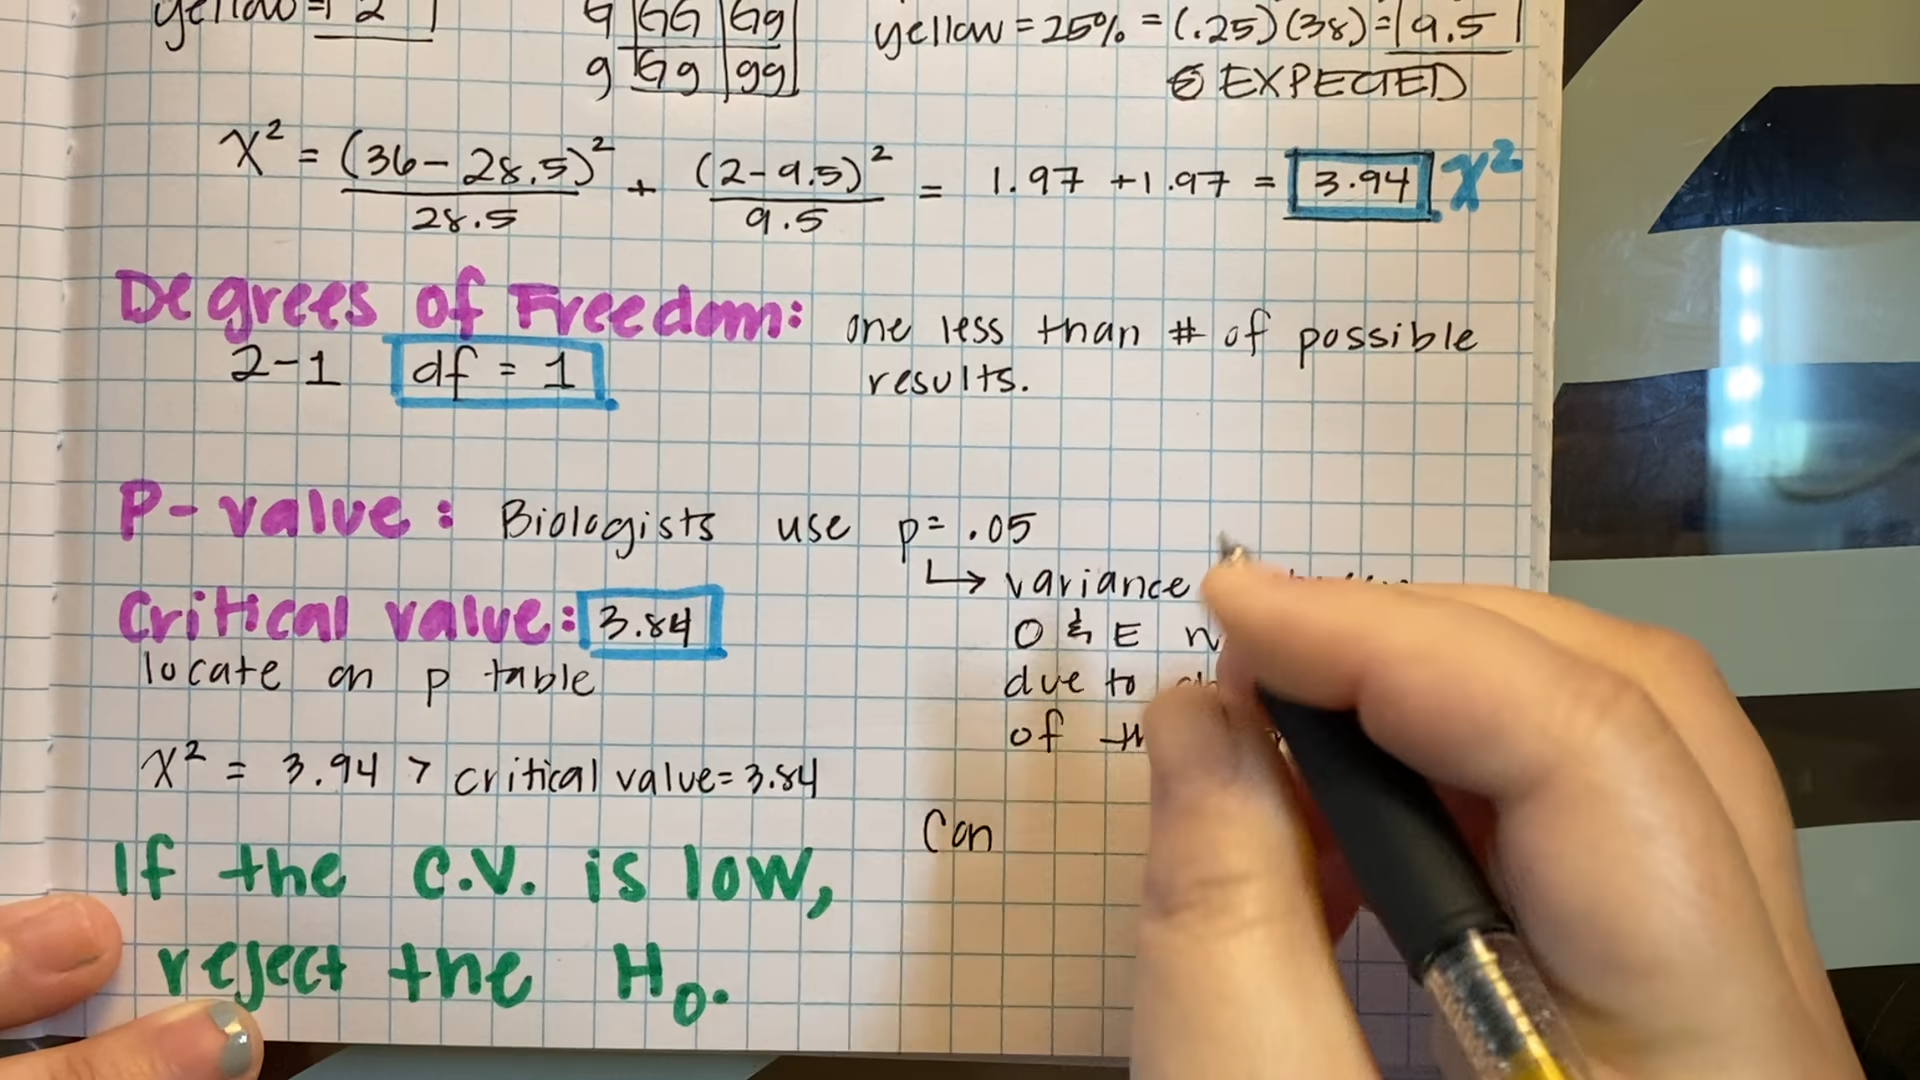 yellow = 2
G GG Gg
g Gg gg
yellow = 25% = (.25)(38) = 9.5
EXPECTED
χ² = (36 - 28.5)² / 28.5 + (2 - 9.5)² / 9.5 = 1.97 + 1.97 = 3.94 χ²
Degrees of Freedom: one less than # of possible
results.
2-1 df = 1
P-value: Biologists use p = .05
↳ variance
O & E
due to
of
Critical value: 3.84
locate on p table
χ² = 3.94 > critical value = 3.84
Can
If the C.V. is low,
reject the H₀.